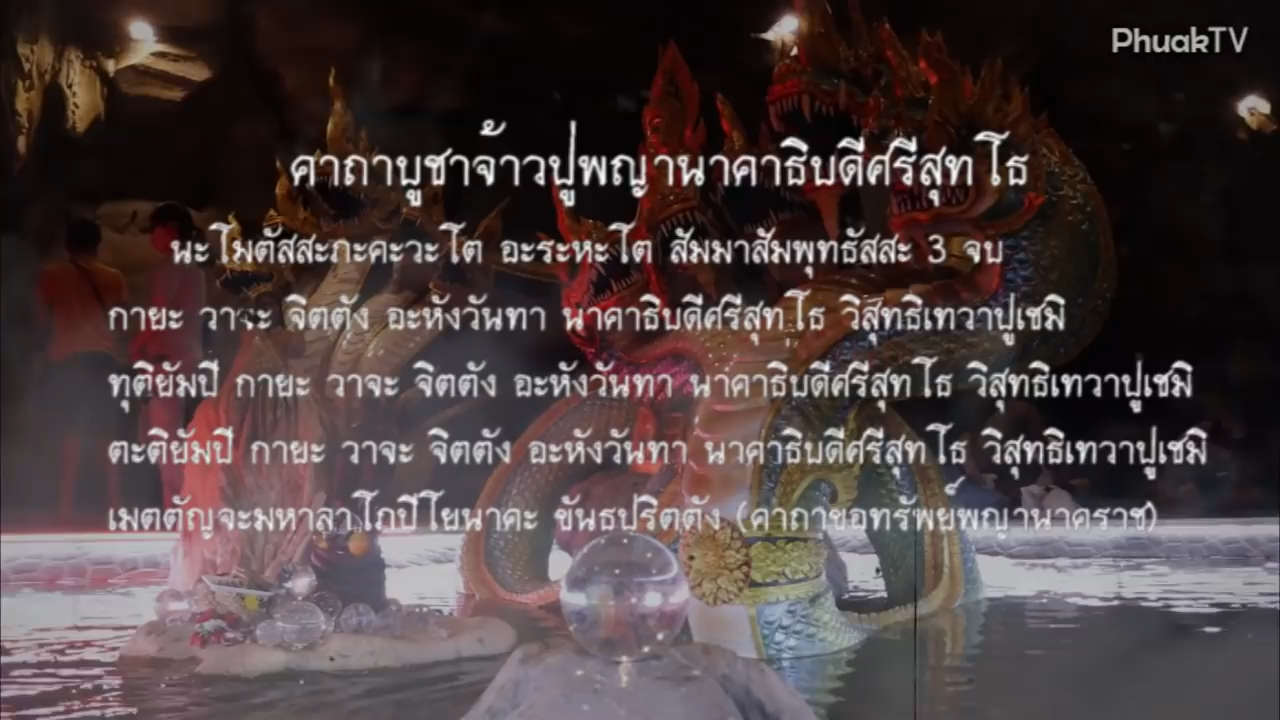 PhuakTV
คาถาบูชาจ้าวปู่พญานาคาธิบดีศรีสุทโธ
นะโมตัสสะภะคะวะโต อะระหะโต สัมมาสัมพุทธัสสะ 3 จบ
กายะ วาจะ จิตตัง อะหังวันทา นาคาธิบดีศรีสุทโธ วิสุทธิเทวาปูเชมิ
ทุติยัมปี กายะ วาจะ จิตตัง อะหังวันทา นาคาธิบดีศรีสุทโธ วิสุทธิเทวาปูเชมิ
ตะติยัมปี กายะ วาจะ จิตตัง อะหังวันทา นาคาธิบดีศรีสุทโธ วิสุทธิเทวาปูเชมิ
เมตตัญจะมหาลาโภปิโยนาคะ ขันธปริตตัง (คาถาขอทรัพย์พญานาคราช)